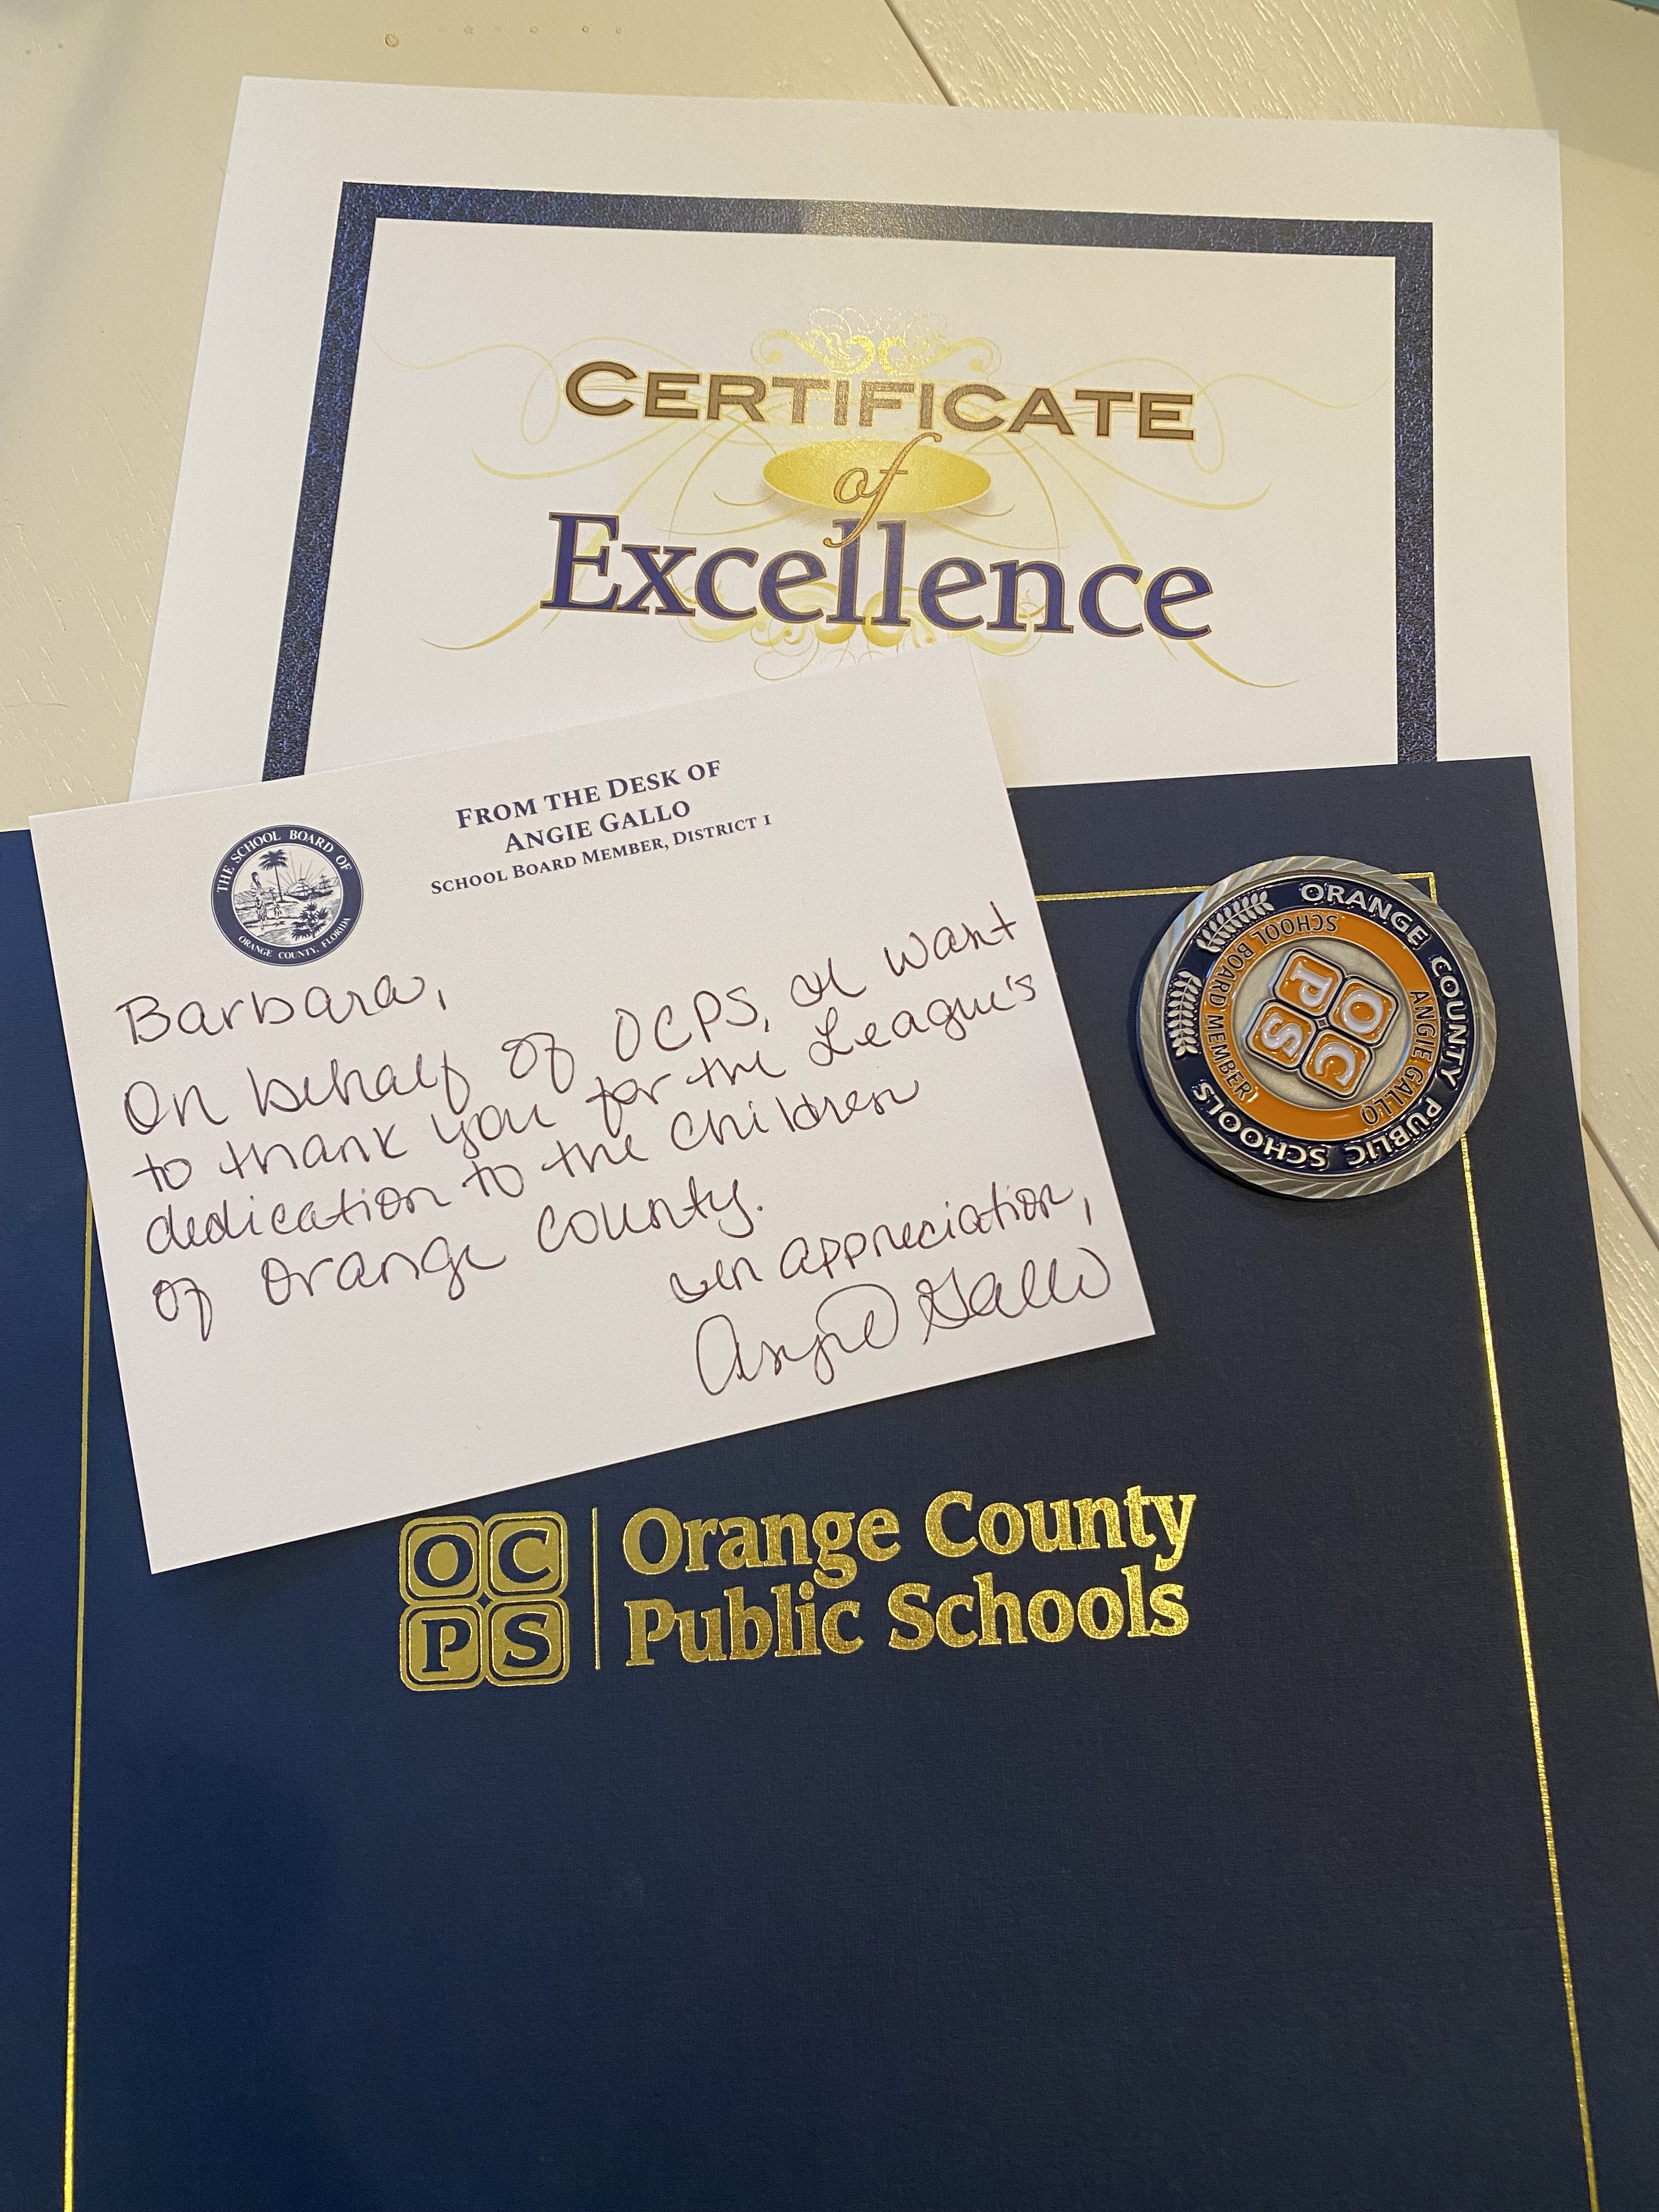 CERTIFICATE
of
Excellence
FROM THE DESK OF
ANGIE GALLO
SCHOOL BOARD MEMBER, DISTRICT 1
THE SCHOOL BOARD OF
ORANGE COUNTY, FLORIDA
Barbara,
On behalf of OCPS, I want
to thank you for the League's
dedication to the children
of Orange County.
In appreciation,
Angie Gallo
ORANGE COUNTY PUBLIC SCHOOLS
ANGIE GALLO
SCHOOL BOARD MEMBER
OC
PS
OC
PS
Orange County
Public Schools